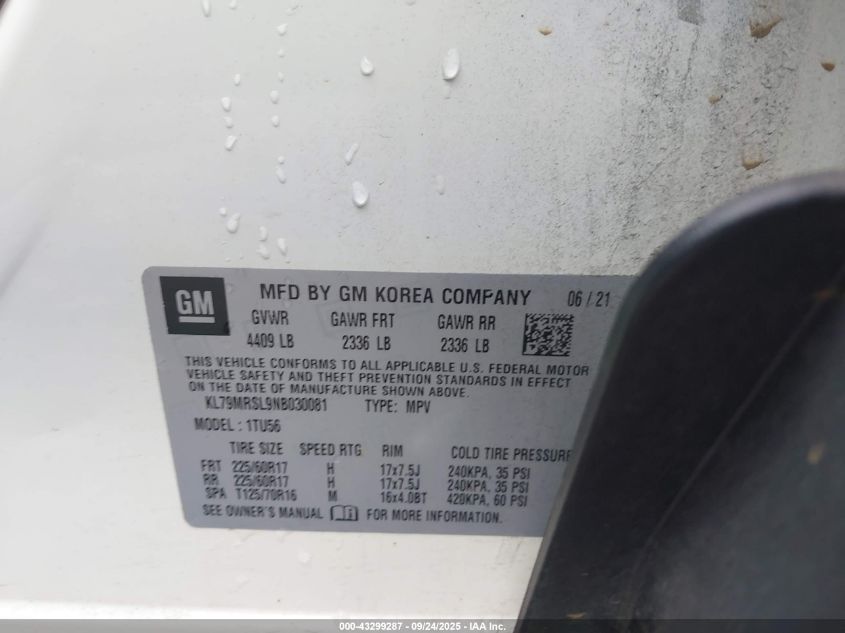 GM
MFD BY GM KOREA COMPANY 06 / 21
GVWR GAWR FRT GAWR RR
4409 LB 2336 LB 2336 LB
THIS VEHICLE CONFORMS TO ALL APPLICABLE U.S. FEDERAL MOTOR
VEHICLE SAFETY AND THEFT PREVENTION STANDARDS IN EFFECT
ON THE DATE OF MANUFACTURE SHOWN ABOVE.
KL79MRSL9NB030081 TYPE: MPV
MODEL : 1TU56
TIRE SIZE SPEED RTG RIM COLD TIRE PRESSURE
FRT 225/60R17 H 17x7.5J 240KPA, 35 PSI
RR 225/60R17 H 17x7.5J 240KPA, 35 PSI
SPA T125/70R16 M 16x4.0BT 420KPA, 60 PSI
SEE OWNER'S MANUAL FOR MORE INFORMATION.
000-43299287 - 09/24/2025 - IAA Inc.